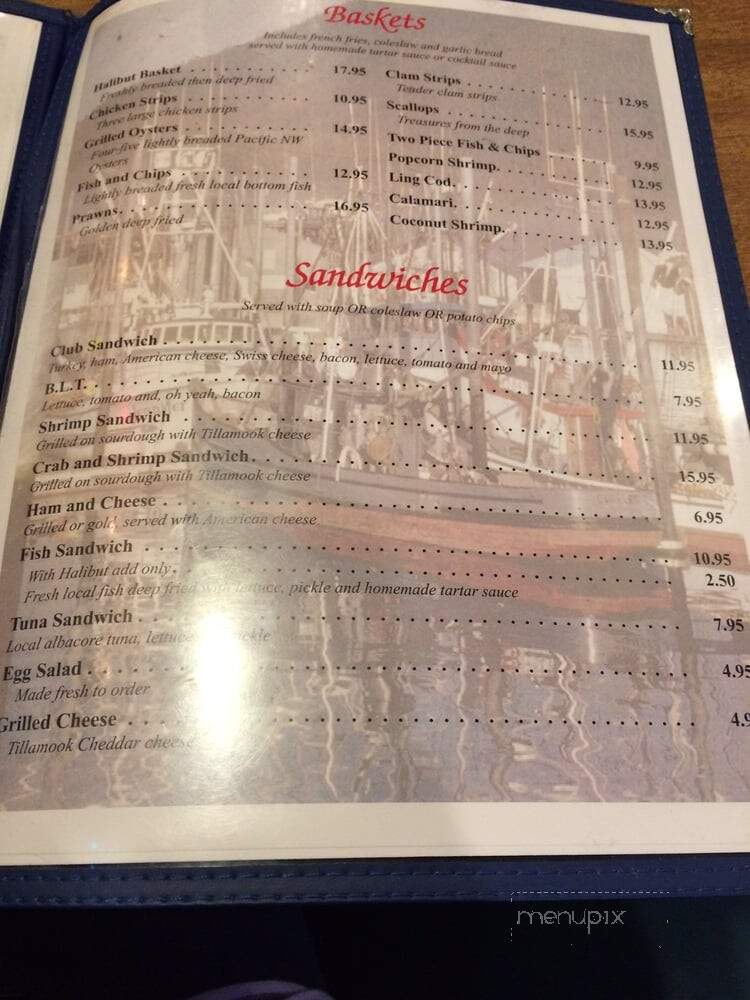 Baskets
Includes french fries, coleslaw and garlic bread
served with homemade tartar sauce or cocktail sauce
Halibut Basket . . . . . . . . . . . 17.95
Freshly breaded then deep fried
Chicken Strips . . . . . . . . . . . 10.95
Three large chicken strips
Grilled Oysters . . . . . . . . . . . 14.95
Four-five lightly breaded Pacific NW
Oysters
Fish and Chips . . . . . . . . . . . 12.95
Lightly breaded fresh local bottom fish
Prawns. . . . . . . . . . . . . . . . 16.95
Golden deep fried
Clam Strips . . . . . . . . . . . . 12.95
Tender clam strips
Scallops . . . . . . . . . . . . . . 15.95
Treasures from the deep
Two Piece Fish & Chips . . . . . . 9.95
Popcorn Shrimp. . . . . . . . . . . 12.95
Ling Cod. . . . . . . . . . . . . . 13.95
Calamari. . . . . . . . . . . . . . 12.95
Coconut Shrimp. . . . . . . . . . . 13.95
Sandwiches
Served with soup OR coleslaw OR potato chips
Club Sandwich . . . . . . . . . . . . . . . . . . . . 11.95
Turkey, ham, American cheese, Swiss cheese, bacon, lettuce, tomato and mayo
B.L.T. . . . . . . . . . . . . . . . . . . . . . . . 7.95
Lettuce, tomato and, oh yeah, bacon
Shrimp Sandwich . . . . . . . . . . . . . . . . . . . 11.95
Grilled on sourdough with Tillamook cheese
Crab and Shrimp Sandwich. . . . . . . . . . . . . . . 15.95
Grilled on sourdough with Tillamook cheese
Ham and Cheese . . . . . . . . . . . . . . . . . . . . 6.95
Grilled or gold, served with American cheese
Fish Sandwich . . . . . . . . . . . . . . . . . . . . 10.95
With Halibut add only. . . . . . . . . . . . . . . . . 2.50
Fresh local fish deep fried with lettuce, pickle and homemade tartar sauce
Tuna Sandwich . . . . . . . . . . . . . . . . . . . . 7.95
Local albacore tuna, lettuce pickle
Egg Salad . . . . . . . . . . . . . . . . . . . . . . 4.95
Made fresh to order
Grilled Cheese . . . . . . . . . . . . . . . . . . . . 4.9
Tillamook Cheddar cheese
menupix